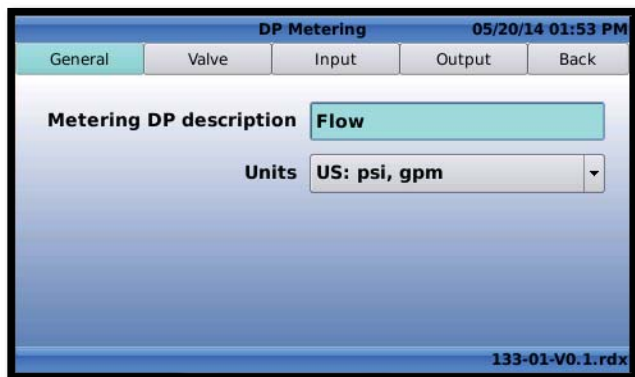 DP Metering 05/20/14 01:53 PM
General Valve Input Output Back
Metering DP description Flow
Units US: psi, gpm
133-01-V0.1.rdx